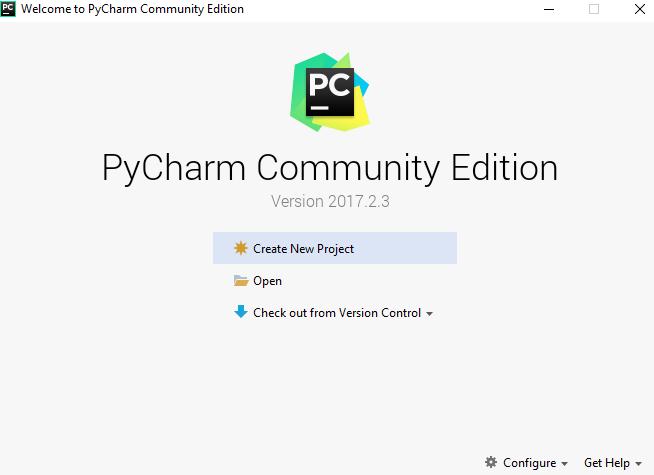 PC Welcome to PyCharm Community Edition
PC
PyCharm Community Edition
Version 2017.2.3
Create New Project
Open
Check out from Version Control
Configure Get Help